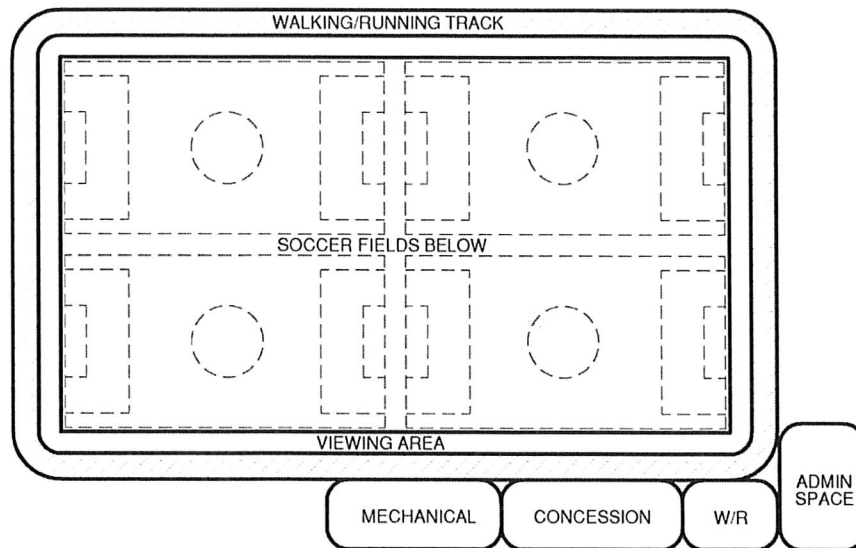 WALKING/RUNNING TRACK
SOCCER FIELDS BELOW
VIEWING AREA
MECHANICAL
CONCESSION
W/R
ADMIN
SPACE